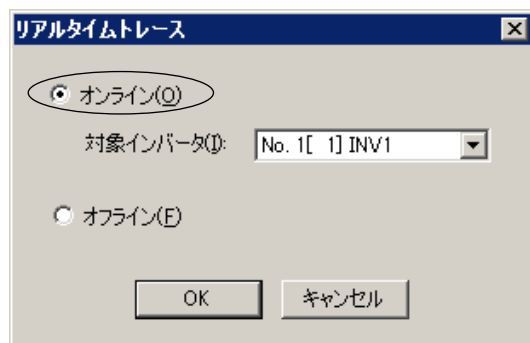 リアルタイムトレース
オンライン(O)
対象インバータ(I): No. 1[ 1] INV1
オフライン(F)
OK キャンセル